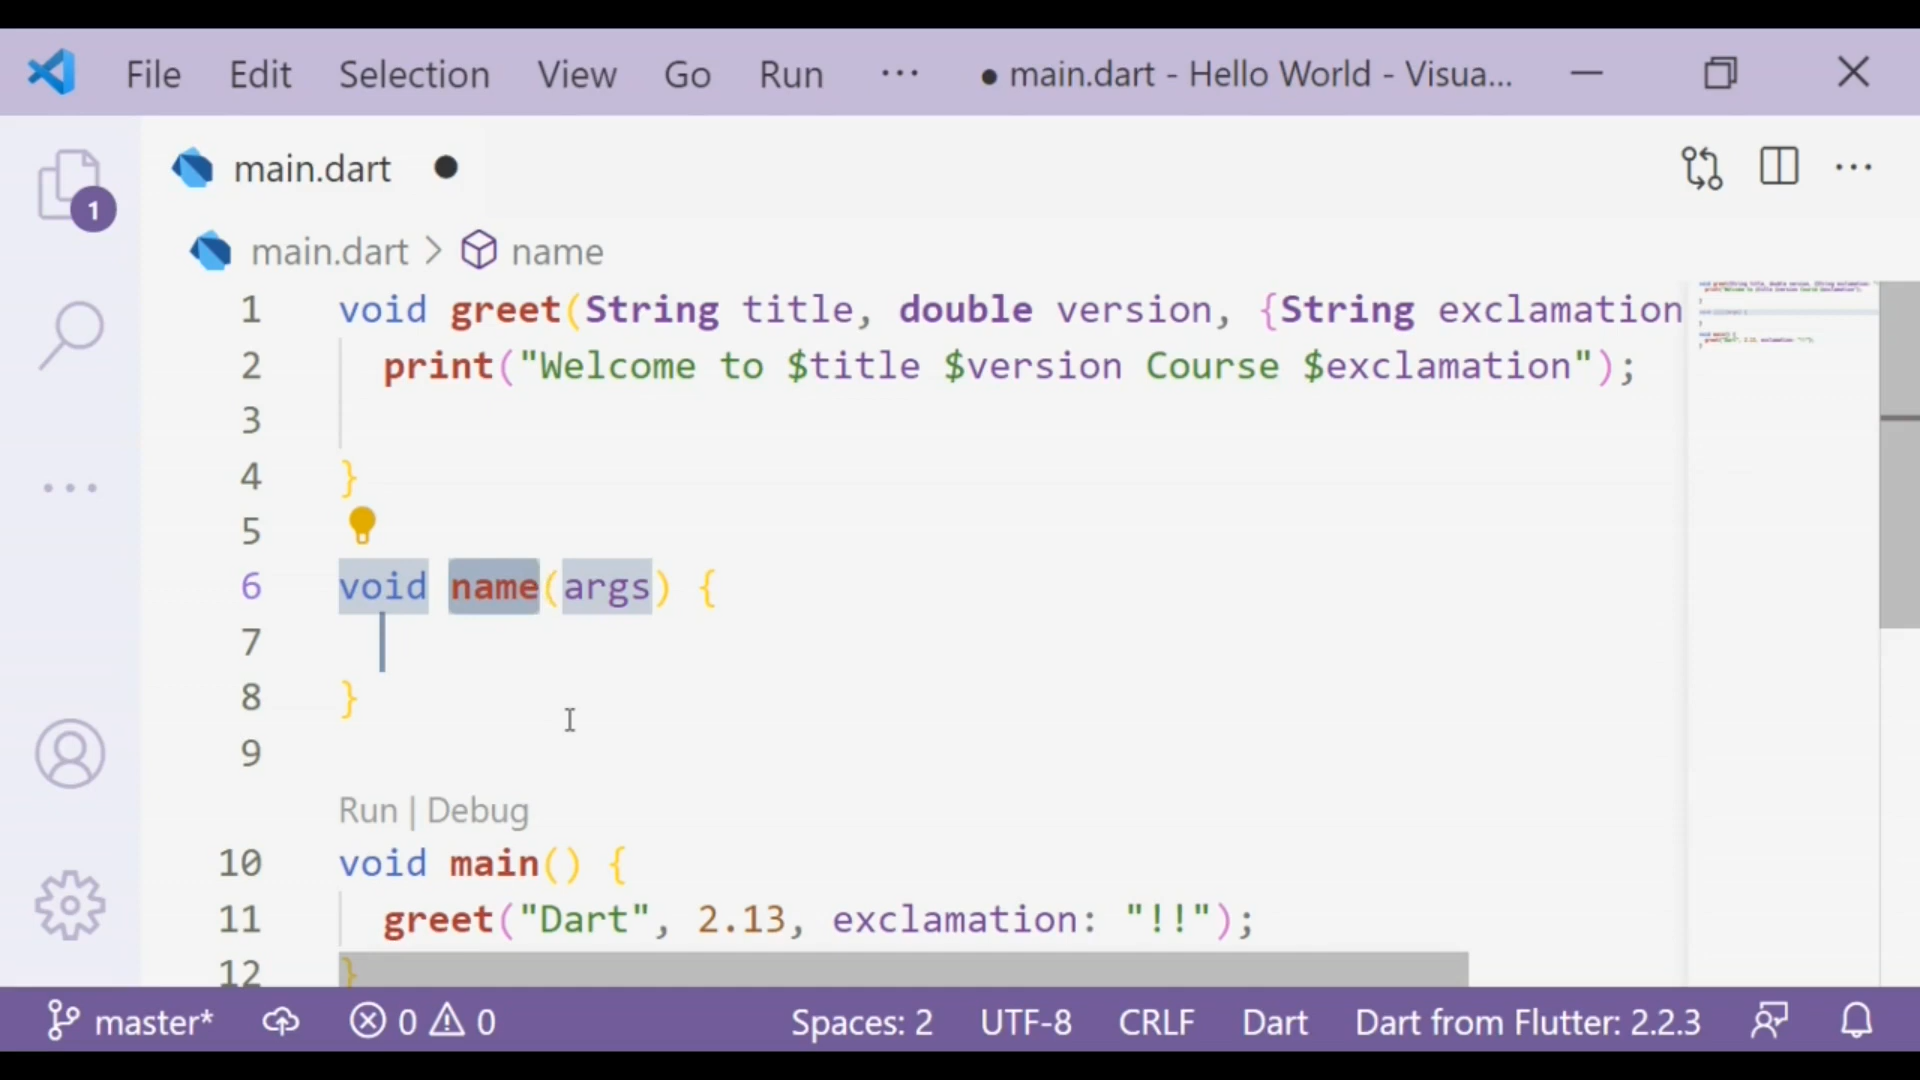 File Edit Selection View Go Run ··· ● main.dart - Hello World - Visua...
main.dart ●
1
main.dart > name
1 void greet(String title, double version, {String exclamation
2 print("Welcome to $title $version Course $exclamation");
3
4 }
5
6 void name(args) {
7
8 }
9
Run | Debug
10 void main() {
11 greet("Dart", 2.13, exclamation: "!!");
12 }
master* 0 0 Spaces: 2 UTF-8 CRLF Dart Dart from Flutter: 2.2.3